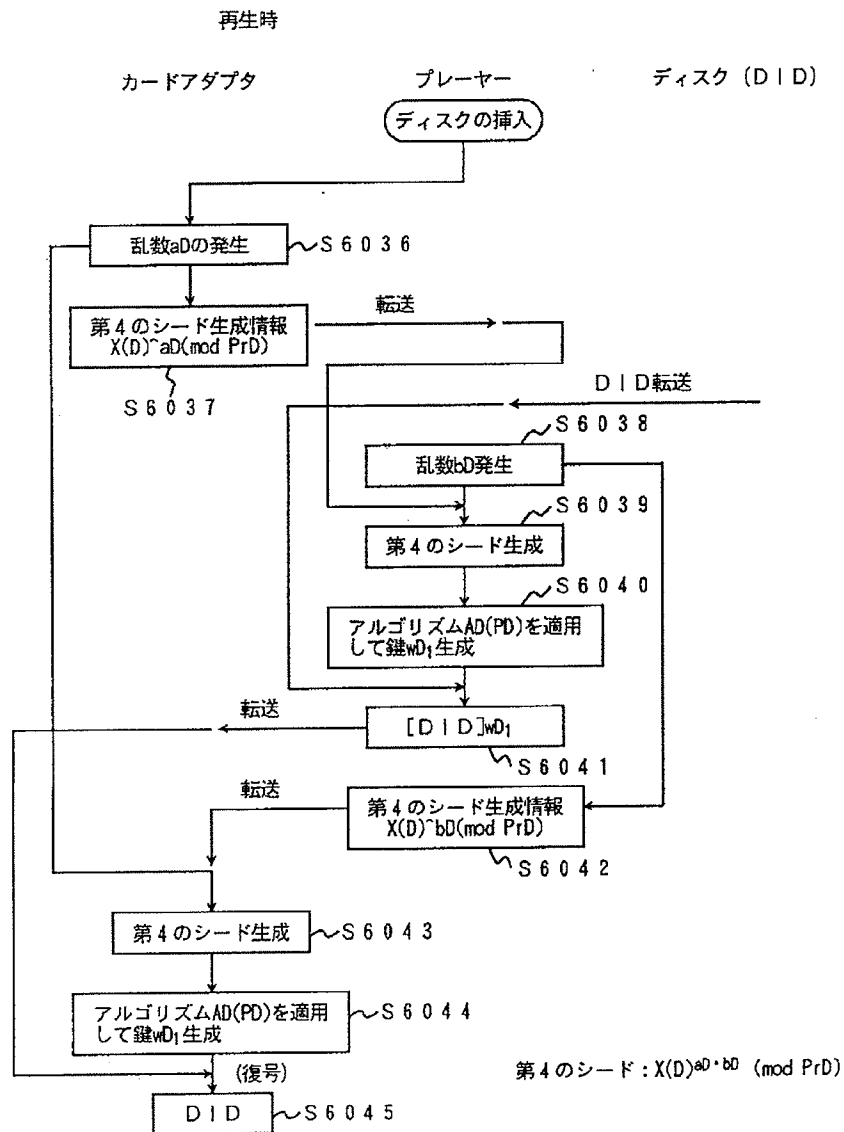 再生時
カードアダプタ
プレーヤー
ディスク (DID)
ディスクの挿入
乱数aDの発生
S6036
第4のシード生成情報
X(D)^aD(mod PrD)
S6037
転送
DID転送
S6038
乱数bD発生
S6039
第4のシード生成
S6040
アルゴリズムAD(PD)を適用
して鍵wD₁生成
転送
[DID]wD₁
S6041
転送
第4のシード生成情報
X(D)^bD(mod PrD)
S6042
第4のシード生成
S6043
アルゴリズムAD(PD)を適用
して鍵wD₁生成
S6044
(復号)
DID
S6045
第4のシード:X(D)^aD・bD (mod PrD)